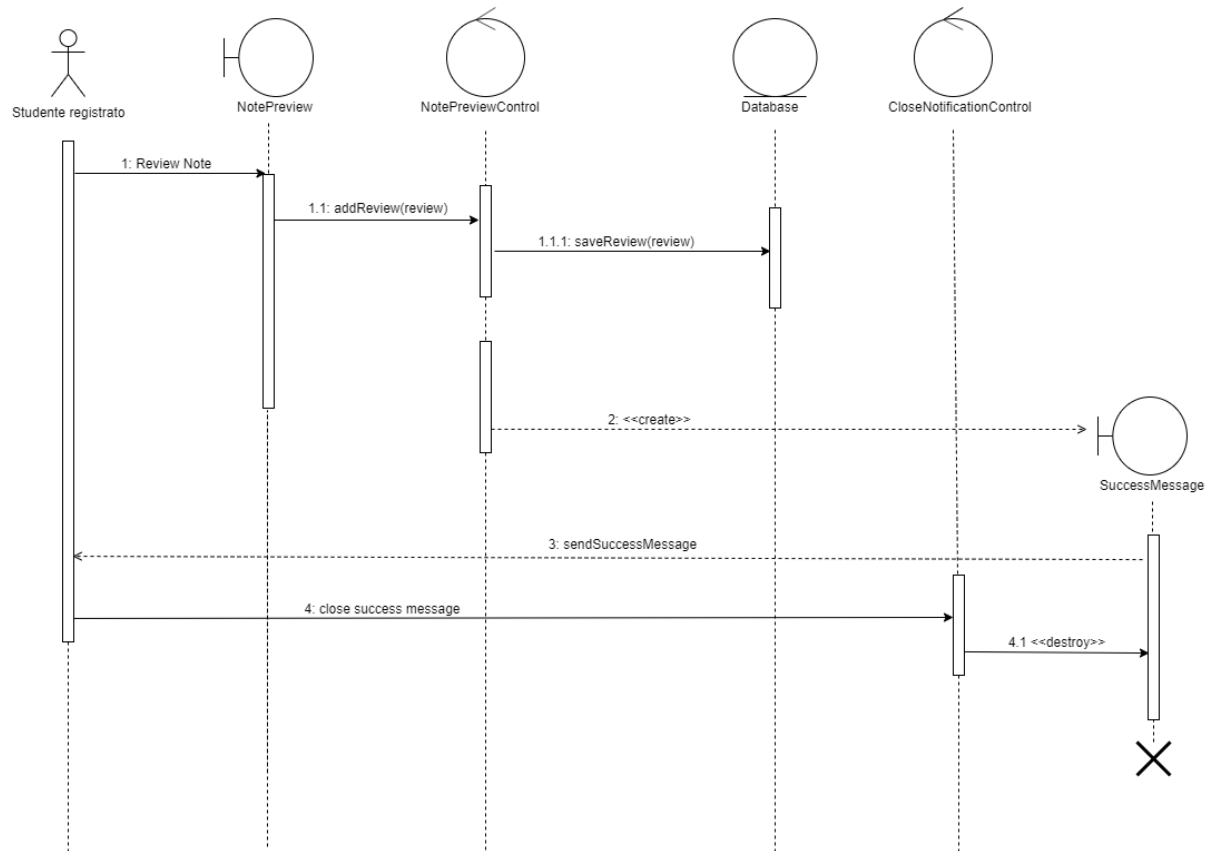 Studente registrato
NotePreview
NotePreviewControl
Database
CloseNotificationControl
1: Review Note
1.1: addReview(review)
1.1.1: saveReview(review)
2: <<create>>
SuccessMessage
3: sendSuccessMessage
4: close success message
4.1 <<destroy>>